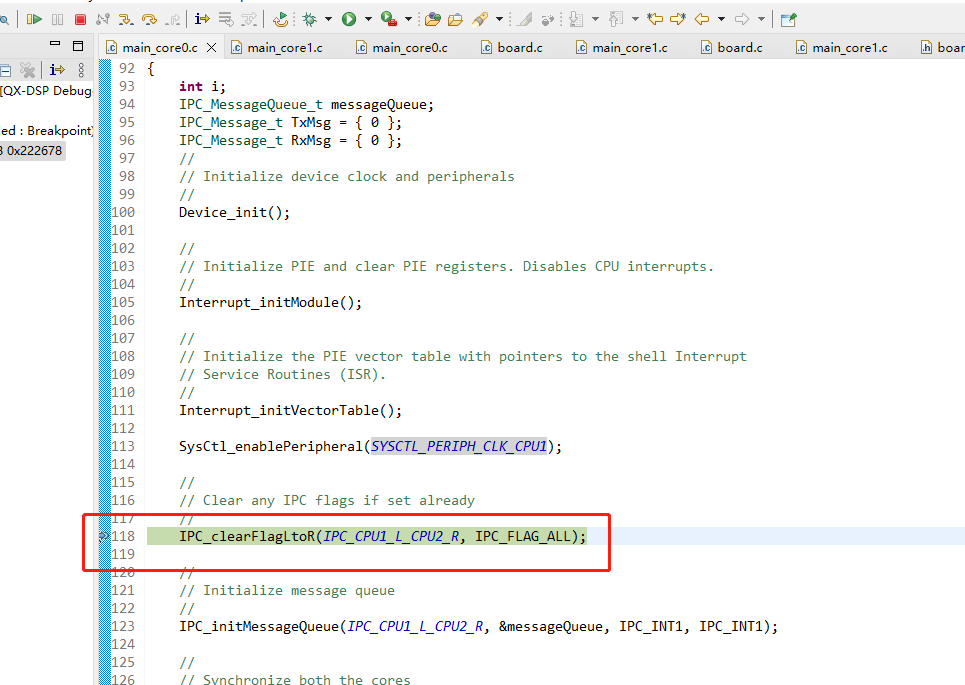 main_core0.c
main_core1.c
main_core0.c
board.c
main_core1.c
board.c
main_core1.c
boar
[QX-DSP Debug
ed : Breakpoint)
0x222678
92 {
93 int i;
94 IPC_MessageQueue_t messageQueue;
95 IPC_Message_t TxMsg = { 0 };
96 IPC_Message_t RxMsg = { 0 };
97 //
98 // Initialize device clock and peripherals
99 //
100 Device_init();
101
102 //
103 // Initialize PIE and clear PIE registers. Disables CPU interrupts.
104 //
105 Interrupt_initModule();
106
107 //
108 // Initialize the PIE vector table with pointers to the shell Interrupt
109 // Service Routines (ISR).
110 //
111 Interrupt_initVectorTable();
112
113 SysCtl_enablePeripheral(SYSCTL_PERIPH_CLK_CPU1);
114
115 //
116 // Clear any IPC flags if set already
117 //
118 IPC_clearFlagLtoR(IPC_CPU1_L_CPU2_R, IPC_FLAG_ALL);
119
120 //
121 // Initialize message queue
122 //
123 IPC_initMessageQueue(IPC_CPU1_L_CPU2_R, &messageQueue, IPC_INT1, IPC_INT1);
124
125 //
126 // Synchronize both the cores